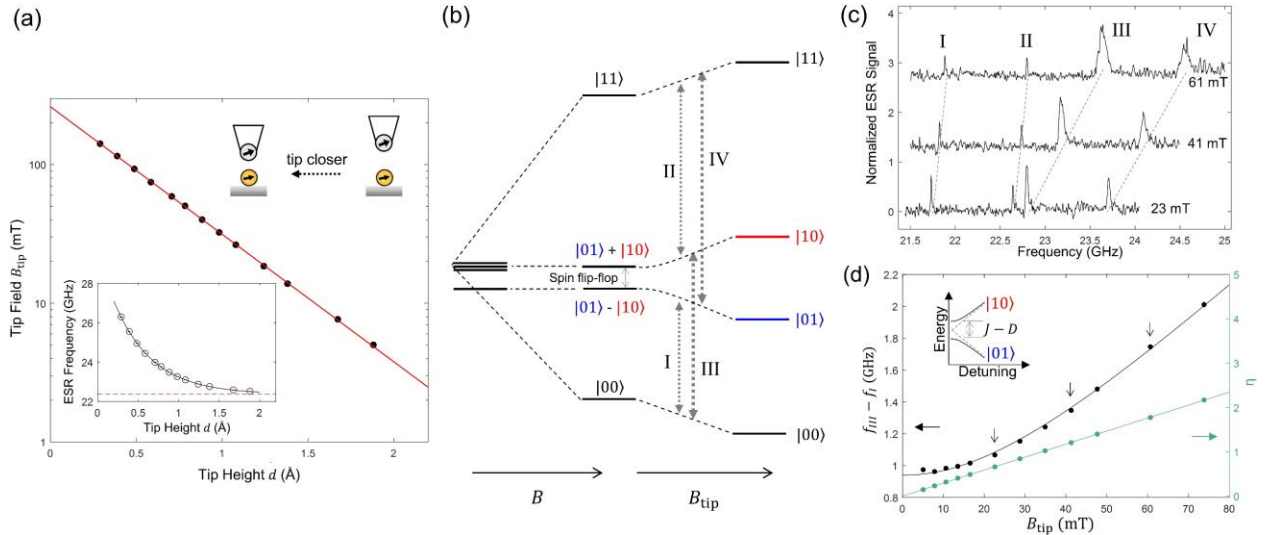 (a)
Tip Field B_tip (mT)
100
10
1
0
0.5
1
1.5
2
Tip Height d (Å)
tip closer
ESR Frequency (GHz)
28
26
24
22
0
0.5
1
1.5
2
Tip Height d (Å)
(b)
|11⟩
|11⟩
II
IV
|01⟩ + |10⟩
|10⟩
Spin flip-flop
|01⟩ - |10⟩
|01⟩
I
III
|00⟩
|00⟩
B
B_tip
(c)
Normalized ESR Signal
4
3
2
1
0
I
II
III
IV
61 mT
41 mT
23 mT
21.5
22
22.5
23
23.5
24
24.5
25
Frequency (GHz)
(d)
f_III − f_I (GHz)
2
1.8
1.6
1.4
1.2
1
0.8
Energy
|10⟩
J − D
|01⟩
Detuning
5
4
3
2
1
0
η
0
10
20
30
40
50
60
70
80
B_tip (mT)